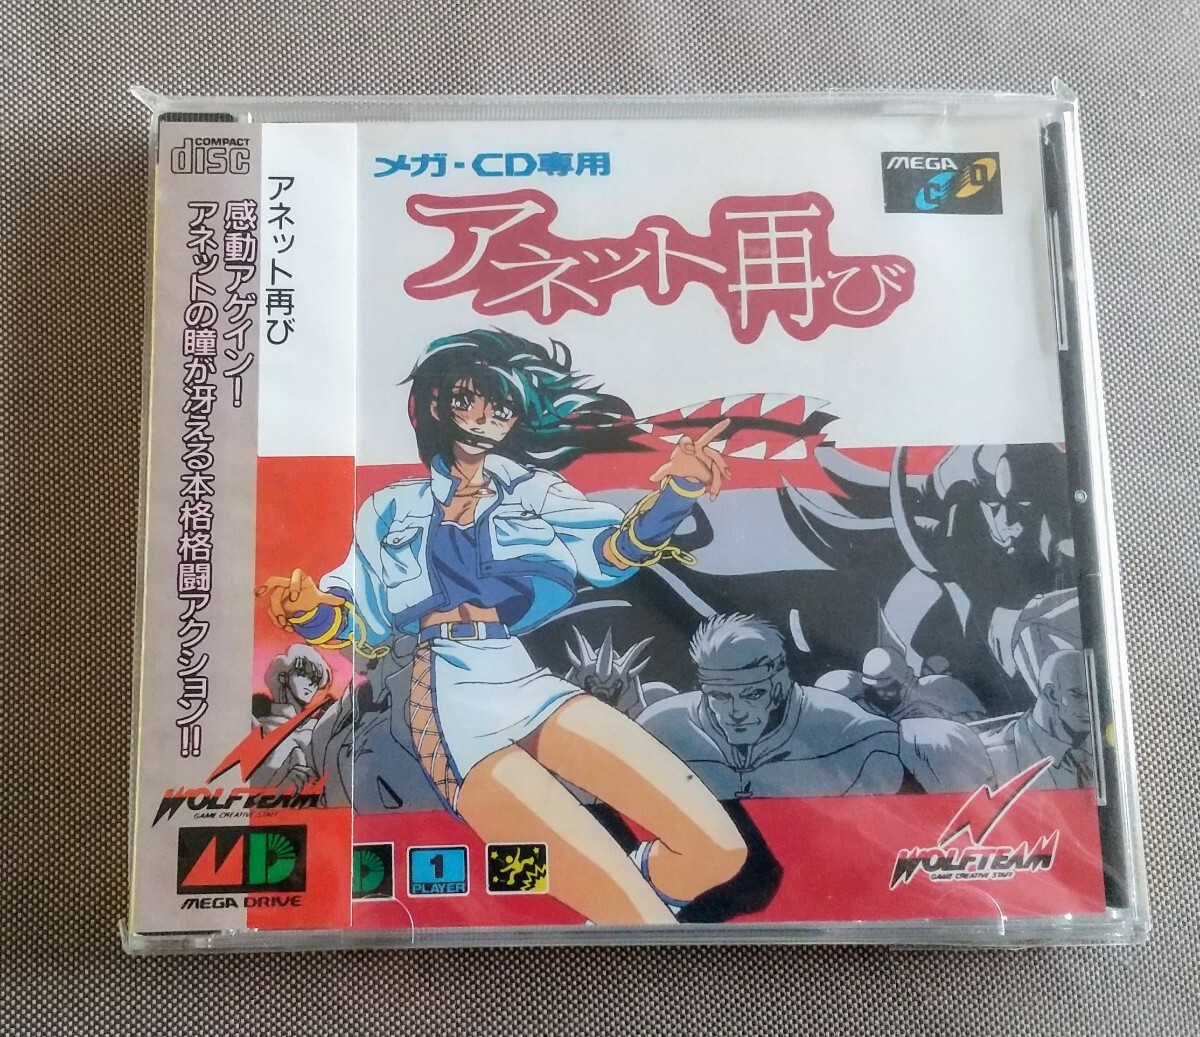 COMPACT
disc
アネット再び
感動アゲイン!
アネットの瞳が冴える本格格闘アクション!!
WOLFTEAM
GAME CREATIVE STAFF
MEGA DRIVE
メガ-CD専用
MEGA
CD
アネット再び
1
PLAYER
WOLFTEAM
GAME CREATIVE STAFF